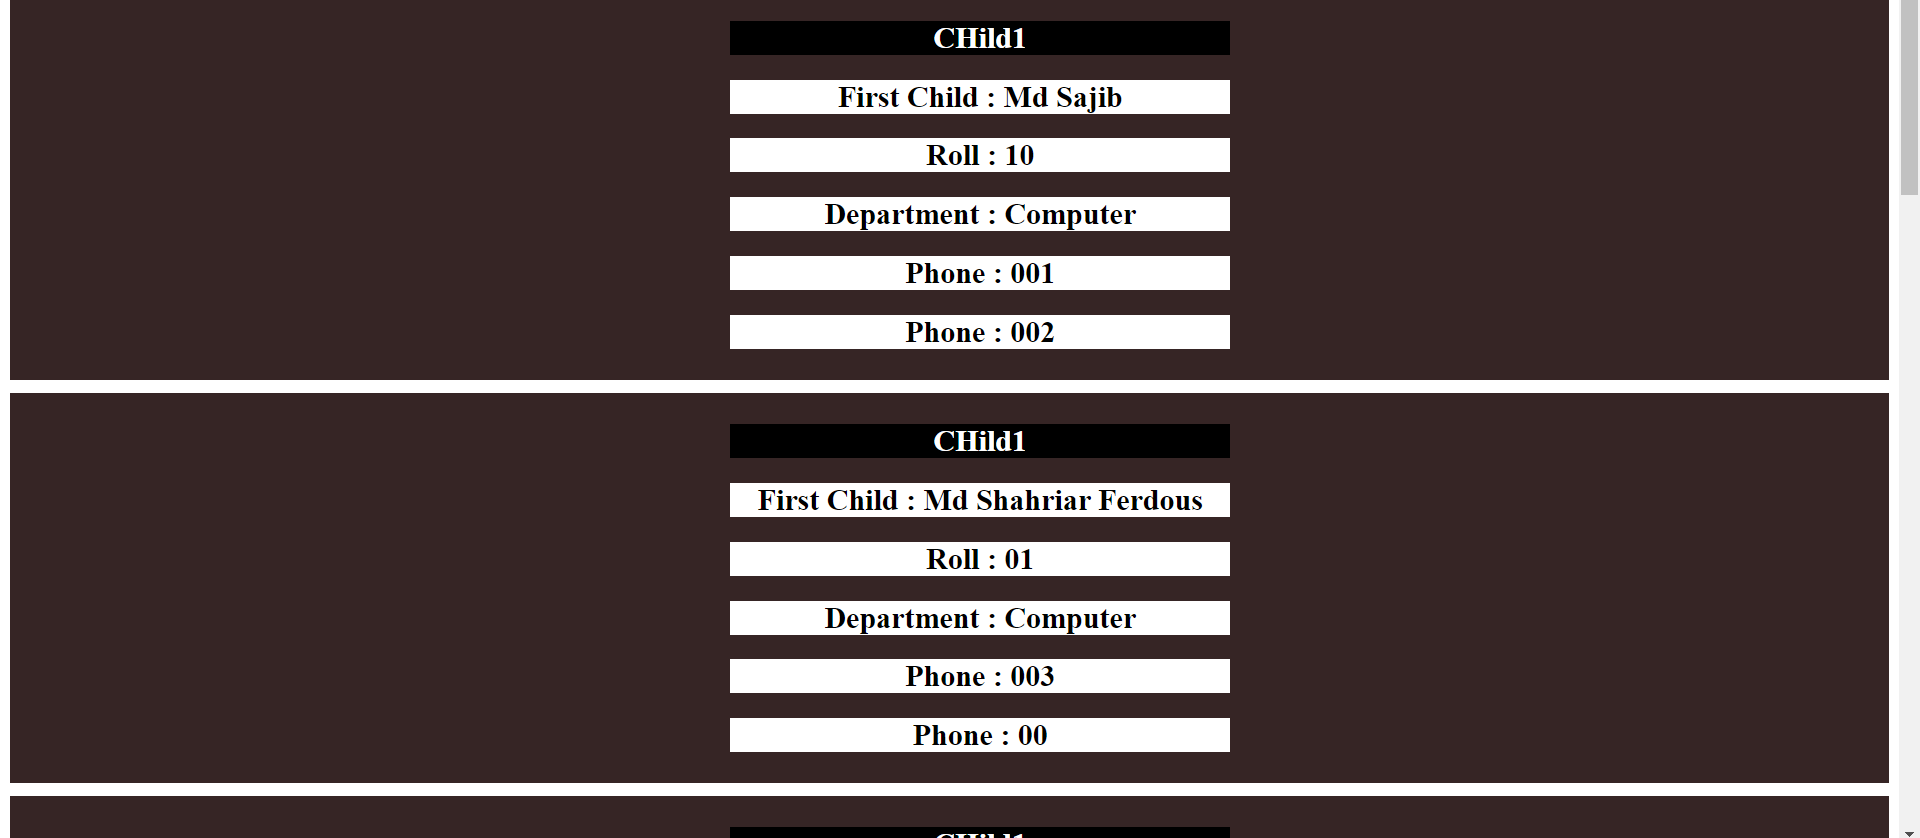 CHild1
First Child : Md Sajib
Roll : 10
Department : Computer
Phone : 001
Phone : 002
CHild1
First Child : Md Shahriar Ferdous
Roll : 01
Department : Computer
Phone : 003
Phone : 00
CHild1